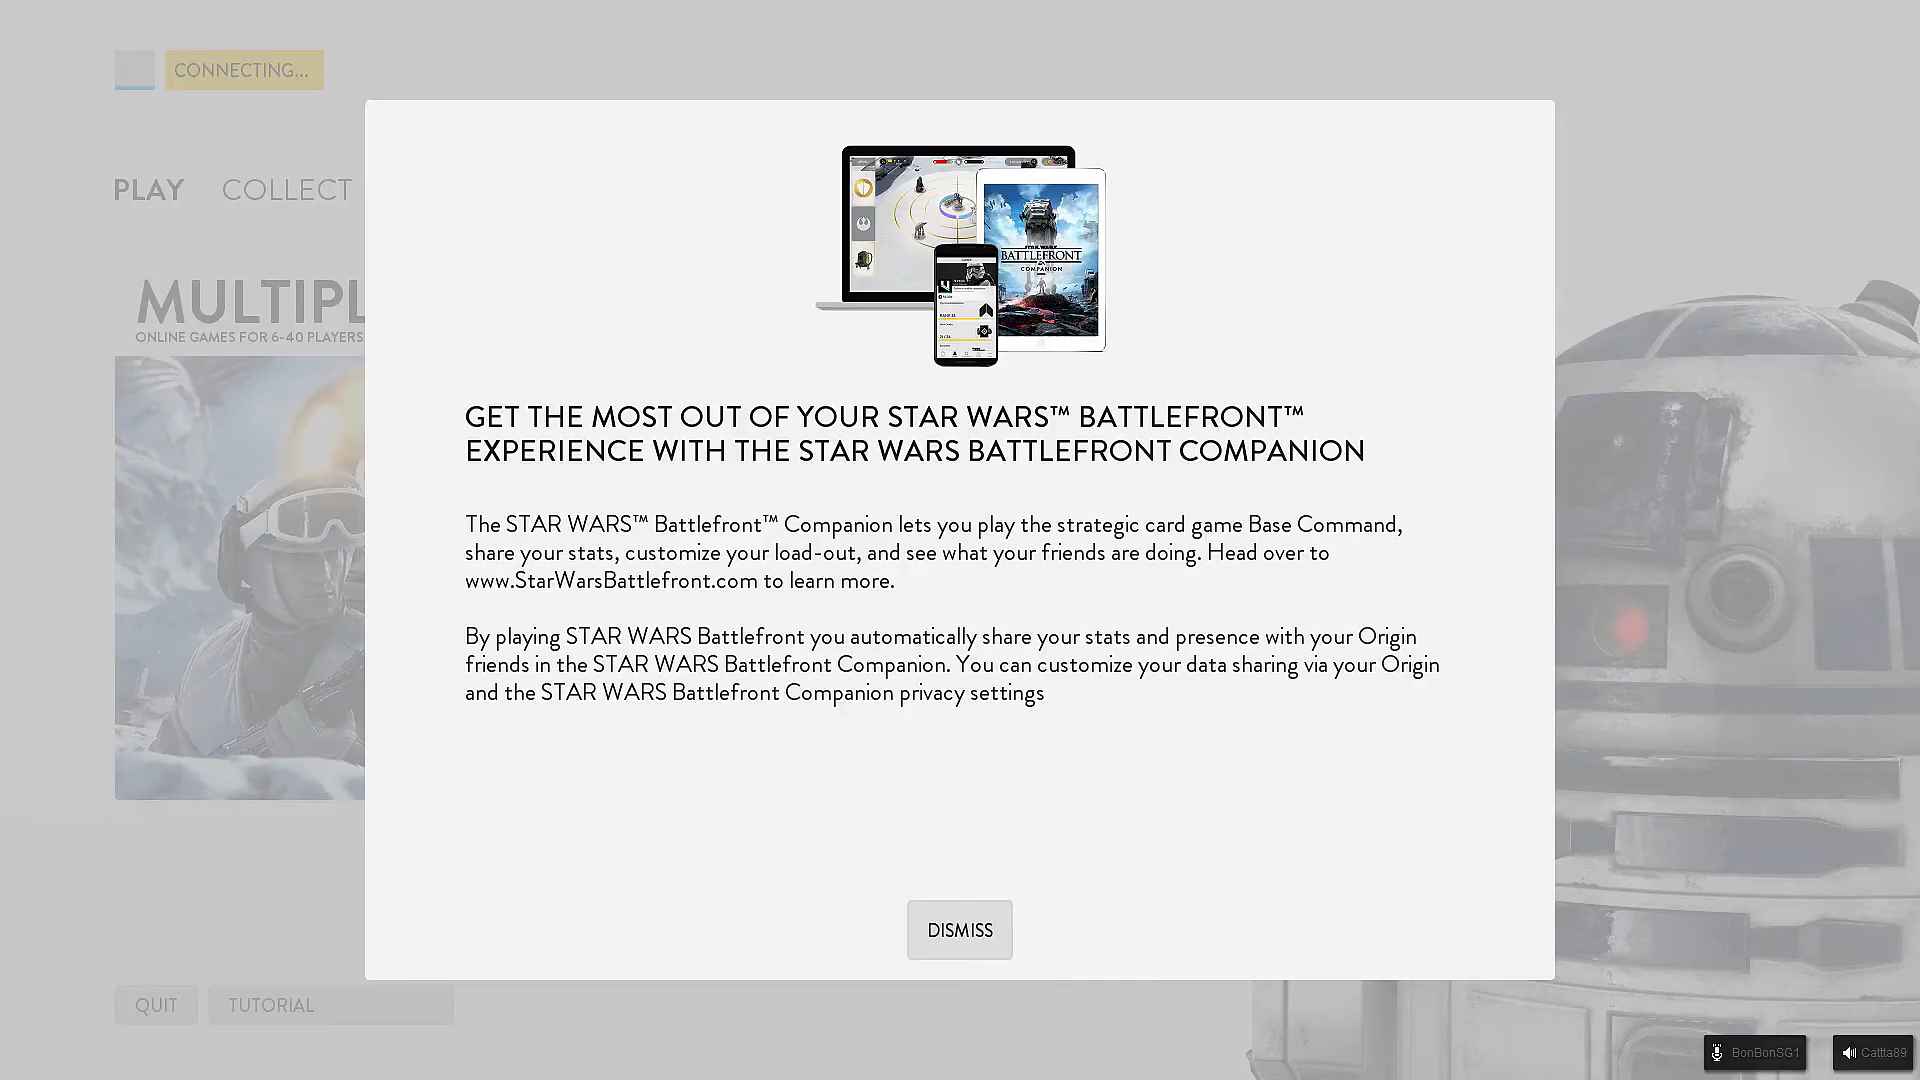 CONNECTING...
PLAY COLLECT
MULTIPL
ONLINE GAMES FOR 6-40 PLAYERS
STAR WARS
BATTLEFRONT
COMPANION
GET THE MOST OUT OF YOUR STAR WARS™ BATTLEFRONT™
EXPERIENCE WITH THE STAR WARS BATTLEFRONT COMPANION
The STAR WARS™ Battlefront™ Companion lets you play the strategic card game Base Command,
share your stats, customize your load-out, and see what your friends are doing. Head over to
www.StarWarsBattlefront.com to learn more.
By playing STAR WARS Battlefront you automatically share your stats and presence with your Origin
friends in the STAR WARS Battlefront Companion. You can customize your data sharing via your Origin
and the STAR WARS Battlefront Companion privacy settings
DISMISS
QUIT TUTORIAL
BonBonSG1 Cattta89